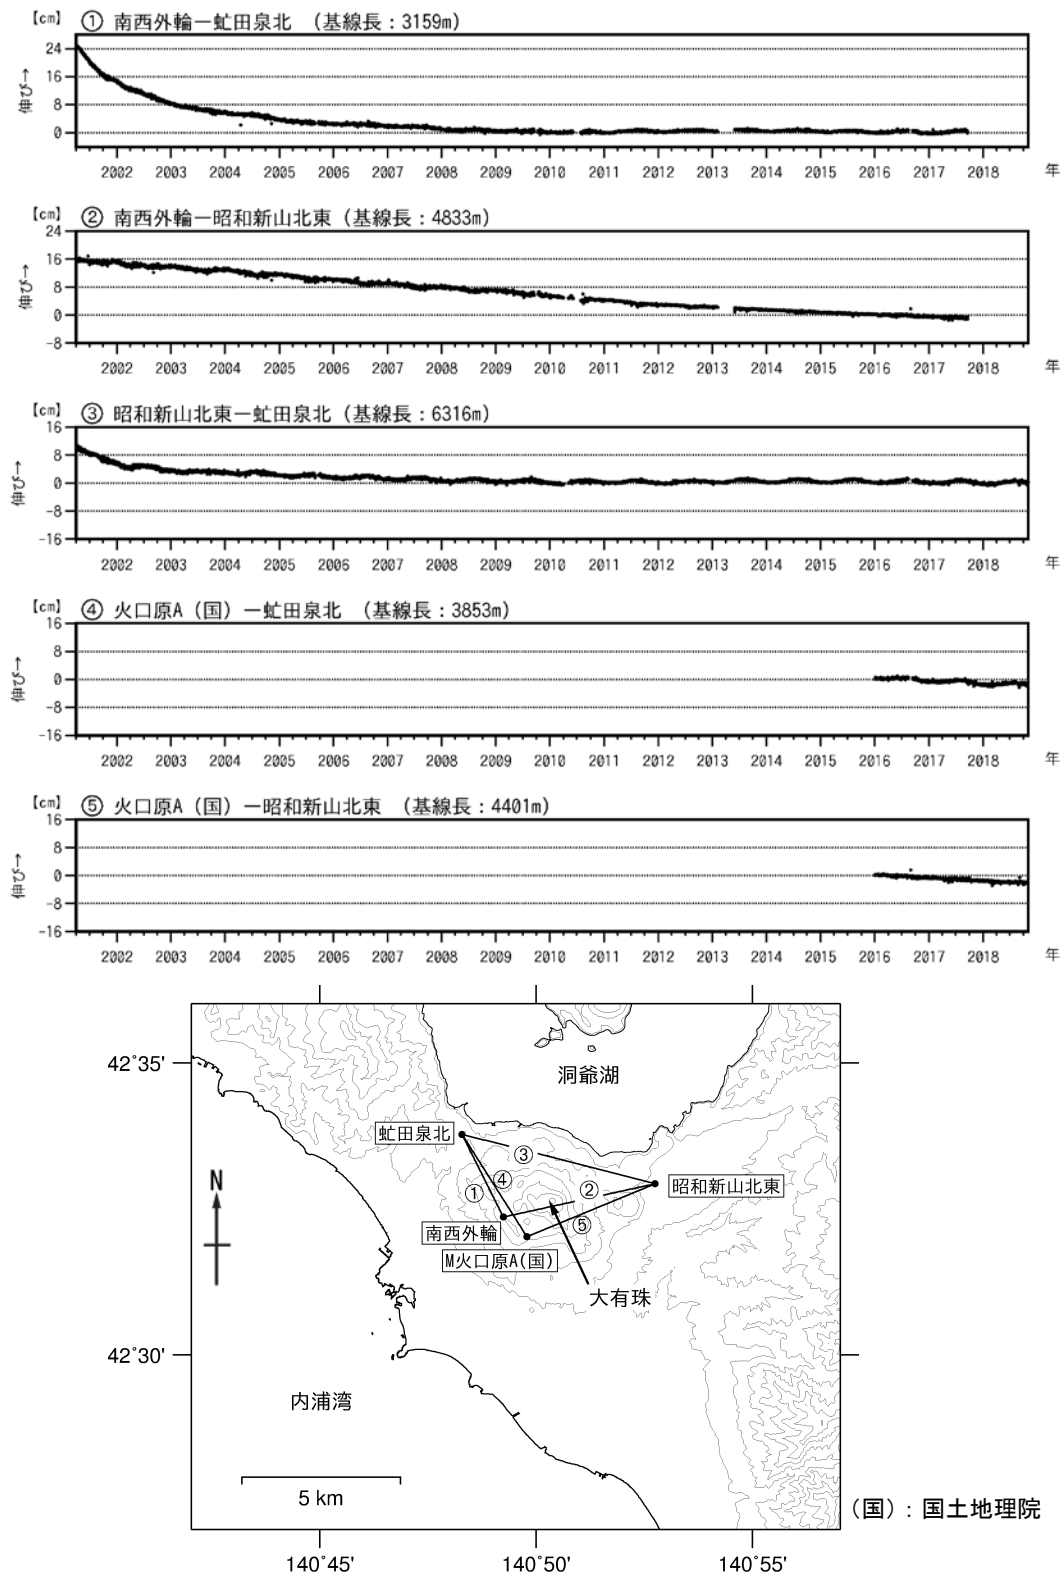 [cm] ① 南西外輪ー虻田泉北 (基線長:3159m)
24
16
8
0
伸び→
2002 2003 2004 2005 2006 2007 2008 2009 2010 2011 2012 2013 2014 2015 2016 2017 2018 年
[cm] ② 南西外輪ー昭和新山北東 (基線長:4833m)
24
16
8
0
-8
伸び→
2002 2003 2004 2005 2006 2007 2008 2009 2010 2011 2012 2013 2014 2015 2016 2017 2018 年
[cm] ③ 昭和新山北東ー虻田泉北 (基線長:6316m)
16
8
0
-8
-16
伸び→
2002 2003 2004 2005 2006 2007 2008 2009 2010 2011 2012 2013 2014 2015 2016 2017 2018 年
[cm] ④ 火口原A(国)ー虻田泉北 (基線長:3853m)
16
8
0
-8
-16
伸び→
2002 2003 2004 2005 2006 2007 2008 2009 2010 2011 2012 2013 2014 2015 2016 2017 2018 年
[cm] ⑤ 火口原A(国)ー昭和新山北東 (基線長:4401m)
16
8
0
-8
-16
伸び→
2002 2003 2004 2005 2006 2007 2008 2009 2010 2011 2012 2013 2014 2015 2016 2017 2018 年
42°35'
洞爺湖
虻田泉北
③
N
④
①
②
昭和新山北東
南西外輪
⑤
M火口原A(国)
大有珠
42°30'
内浦湾
5 km
(国):国土地理院
140°45' 140°50' 140°55'